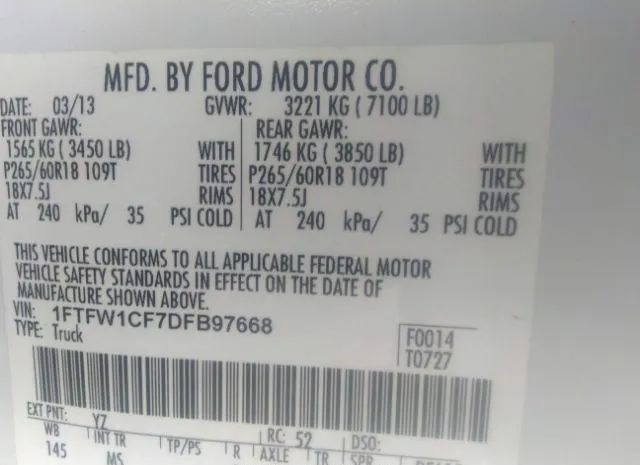 MFD. BY FORD MOTOR CO.
DATE: 03/13 GVWR: 3221 KG ( 7100 LB)
FRONT GAWR: REAR GAWR:
1565 KG ( 3450 LB) WITH 1746 KG ( 3850 LB) WITH
P265/60R18 109T TIRES P265/60R18 109T TIRES
18X7.5J RIMS 18X7.5J RIMS
AT 240 kPa/ 35 PSI COLD AT 240 kPa/ 35 PSI COLD
THIS VEHICLE CONFORMS TO ALL APPLICABLE FEDERAL MOTOR
VEHICLE SAFETY STANDARDS IN EFFECT ON THE DATE OF
MANUFACTURE SHOWN ABOVE.
VIN: 1FTFW1CF7DFB97668
TYPE: Truck F0014
T0727
EXT PNT: YZ RC: 52 DSO:
WB INT TR TP/PS R AXLE TR SPR
145 MS